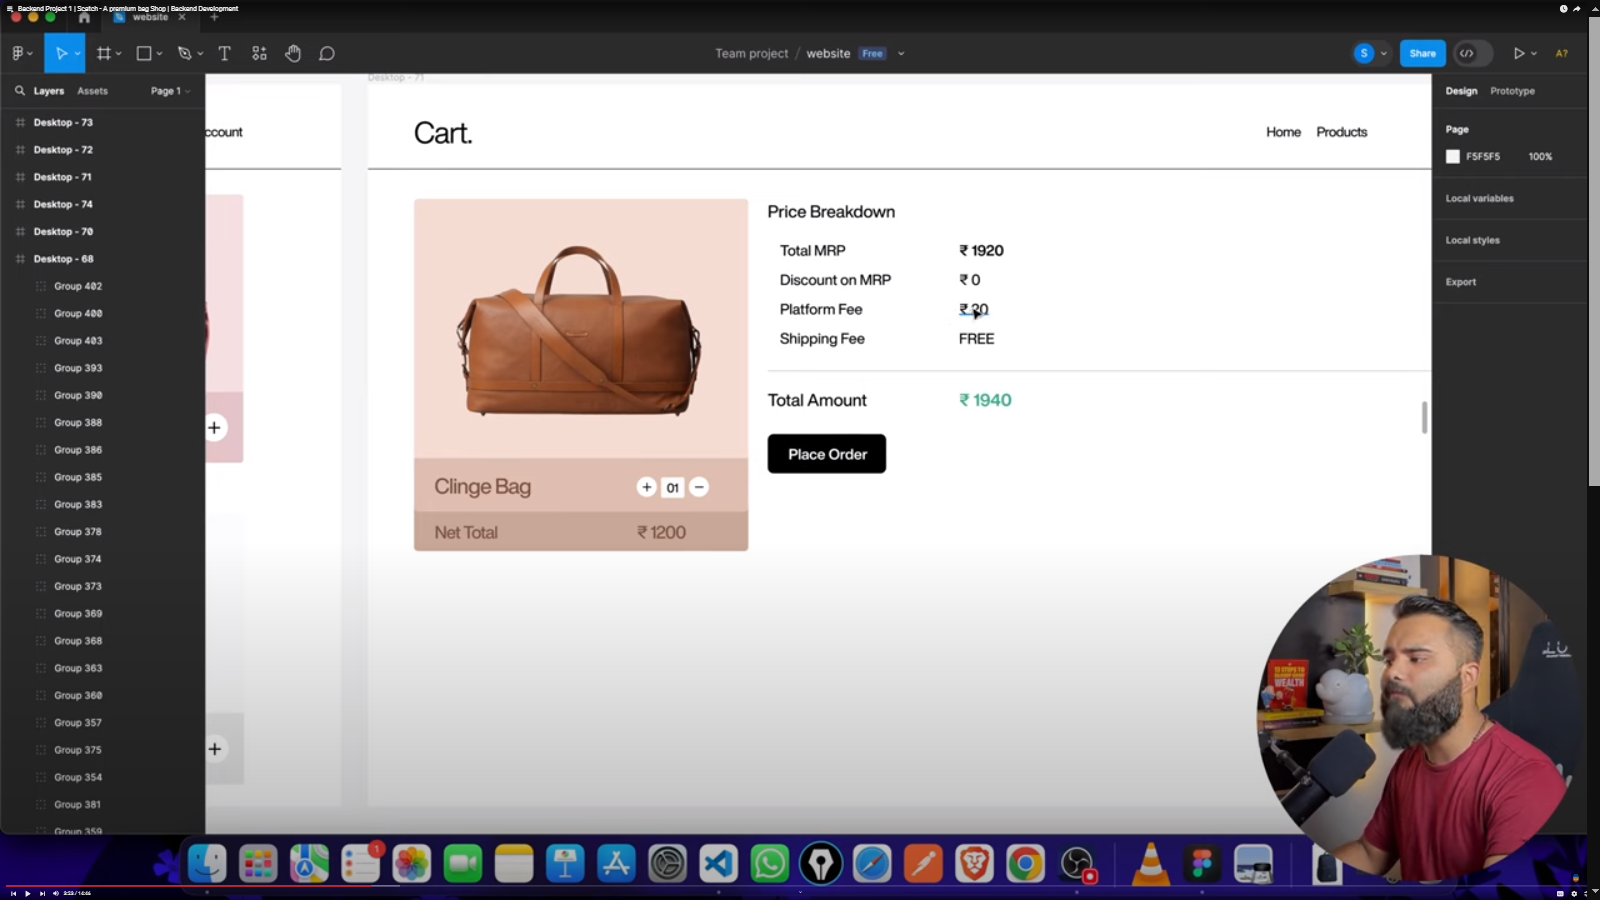 Backend Project 1 | Scatch - A premium bag Shop | Backend Development
website
Team project / website Free
S
Share
A?
Layers Assets Page 1
Desktop - 73
Desktop - 72
Desktop - 71
Desktop - 74
Desktop - 70
Desktop - 68
Group 402
Group 400
Group 403
Group 393
Group 390
Group 388
Group 386
Group 385
Group 383
Group 378
Group 374
Group 373
Group 369
Group 368
Group 363
Group 360
Group 357
Group 375
Group 354
Group 381
Group 359
Desktop - 71
ccount
Cart.
Home Products
Price Breakdown
Total MRP ₹ 1920
Discount on MRP ₹ 0
Platform Fee ₹ 20
Shipping Fee FREE
Total Amount ₹ 1940
Place Order
Clinge Bag + 01 −
Net Total ₹ 1200
Design Prototype
Page
F5F5F5 100%
Local variables
Local styles
Export
WEALTH
1